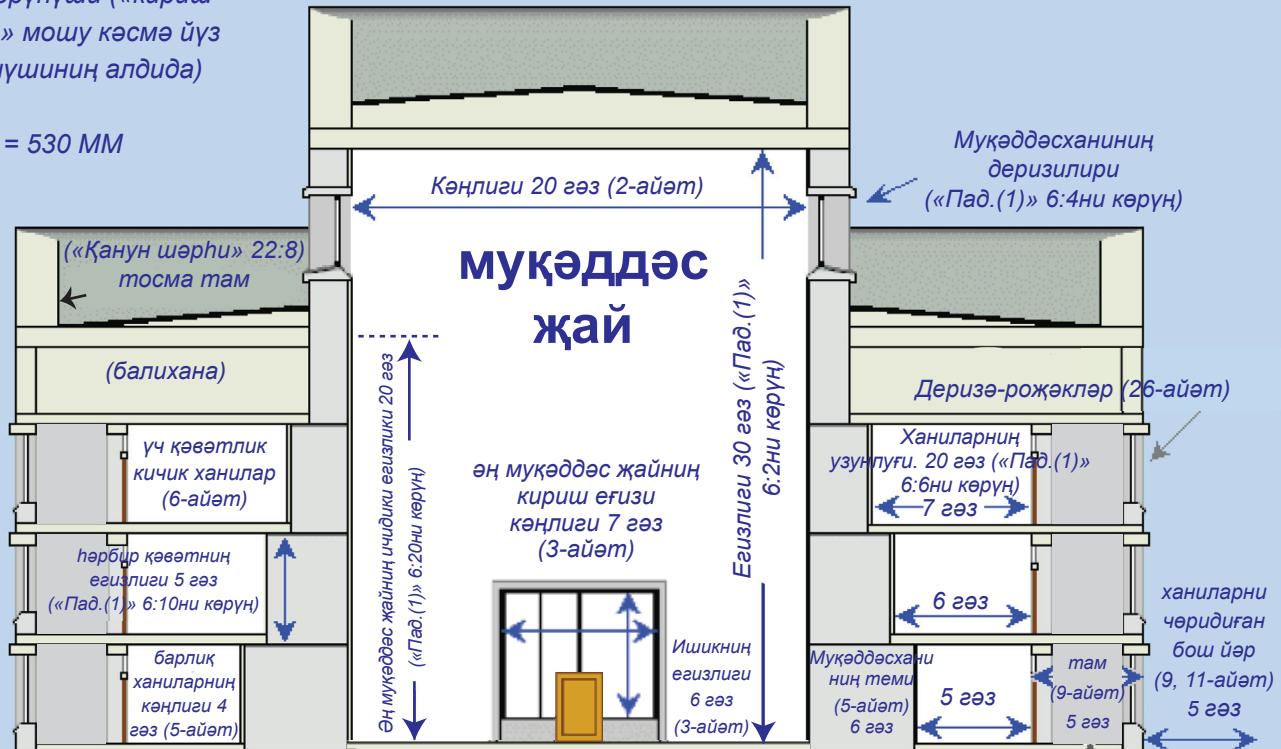 («кириш
» мошу кәсмә йүз
алдида)
= 530 ММ
Муқәддәсханиниң
деризилири
(«Пад.(1)» 6:4ни көрүң)
Кәңлиги 20 гәз (2-айәт)
(«Қанун шәрһи» 22:8)
тосма там
муқәддәс
җай
(балихана)
Әң муқәддәс җайниң ичидики егизлики 20 гәз
(«Пад.(1)» 6:20ни көрүң)
Егизлиги 30 гәз («Пад.(1)»
6:2ни көрүң)
Деризә-роҗәкләр (26-айәт)
үч қәвәтлик
кичик ханилар
(6-айәт)
әң муқәддәс җайниң
кириш еғизи
кәңлиги 7 гәз
(3-айәт)
Ханиларниң
узунлуғи. 20 гәз («Пад.(1)»
6:6ни көрүң)
7 гәз
һәрбир қәвәтниң
егизлиги 5 гәз
(«Пад.(1)» 6:10ни көрүң)
6 гәз
барлиқ
ханиларниң
кәңлиги 4
гәз (5-айәт)
Ишикниң
егизлиги
6 гәз
(3-айәт)
Муқәддәсхани
ниң теми
(5-айәт)
6 гәз
5 гәз
там
(9-айәт)
5 гәз
ханиларни
чөридиған
бош йәр
(9, 11-айәт)
5 гәз